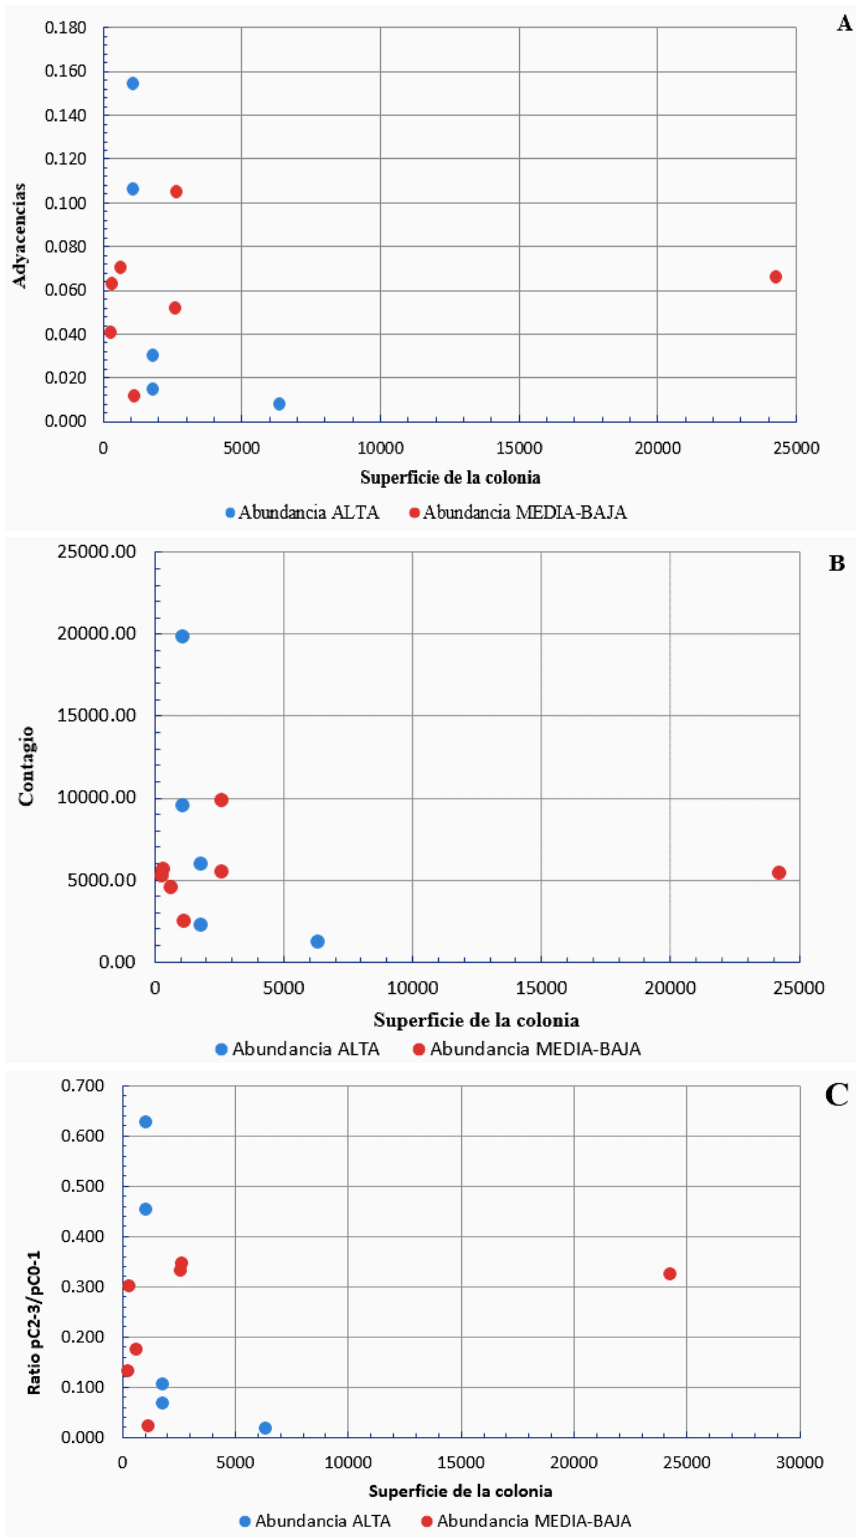 A
0.180
0.160
0.140
0.120
0.100
0.080
0.060
0.040
0.020
0.000
Adyacencias
0 5000 10000 15000 20000 25000
Superficie de la colonia
Abundancia ALTA Abundancia MEDIA-BAJA
B
25000.00
20000.00
15000.00
10000.00
5000.00
0.00
Contagio
0 5000 10000 15000 20000 25000
Superficie de la colonia
Abundancia ALTA Abundancia MEDIA-BAJA
C
0.700
0.600
0.500
0.400
0.300
0.200
0.100
0.000
Ratio pC2-3/pC0-1
0 5000 10000 15000 20000 25000 30000
Superficie de la colonia
Abundancia ALTA Abundancia MEDIA-BAJA